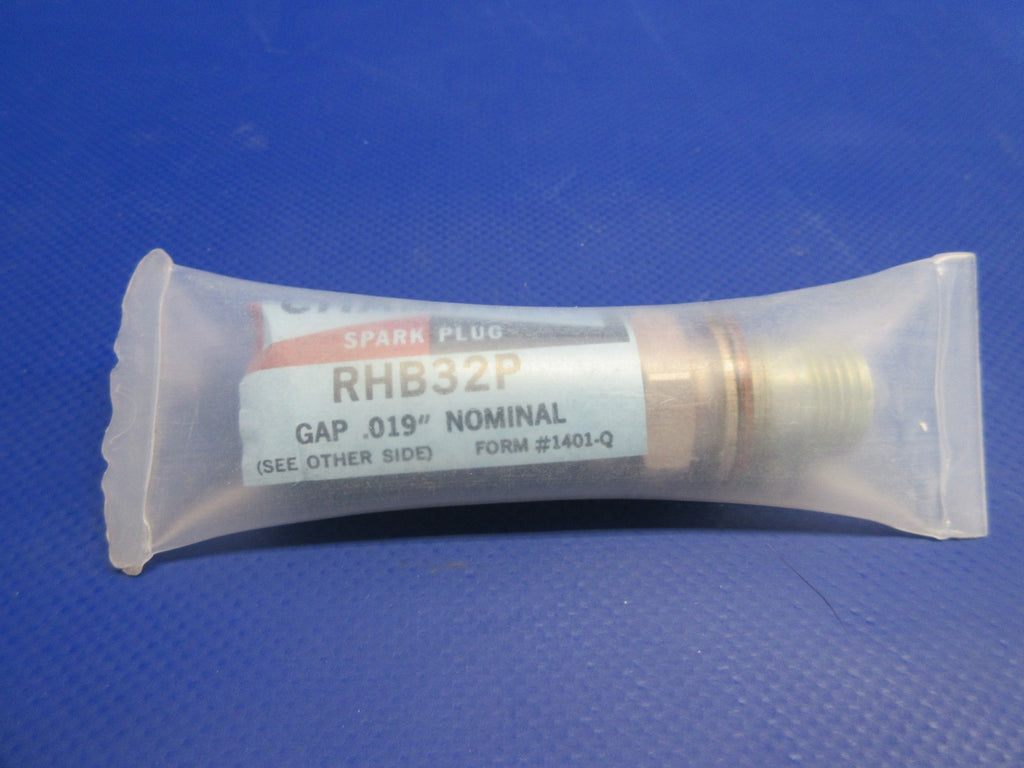 SPARK PLUG
RHB32P
GAP .019" NOMINAL
(SEE OTHER SIDE) FORM #1401-Q